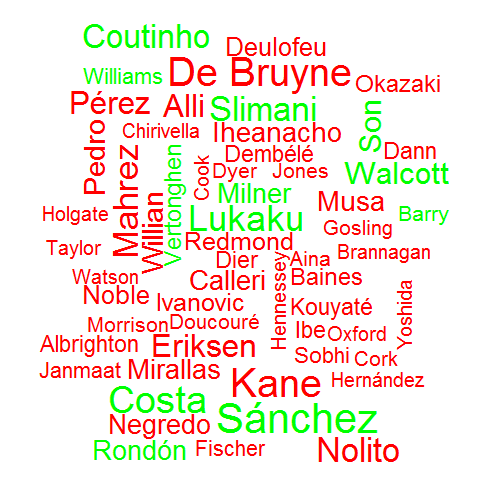 Coutinho
Deulofeu
Williams
De Bruyne
Okazaki
Pérez
Alli
Slimani
Son
Chirivella
Iheanacho
Pedro
Mahrez
Willian
Vertonghen
Cook
Dembélé
Dann
Dyer
Jones
Walcott
Milner
Musa
Holgate
Lukaku
Barry
Gosling
Taylor
Redmond
Brannagan
Dier
Hennessey
Aina
Watson
Calleri
Baines
Noble
Ivanovic
Kouyaté
Yoshida
Morrison
Doucouré
Ibe
Oxford
Albrighton
Eriksen
Sobhi
Cork
Janmaat
Mirallas
Kane
Hernández
Costa
Sánchez
Negredo
Rondón
Fischer
Nolito